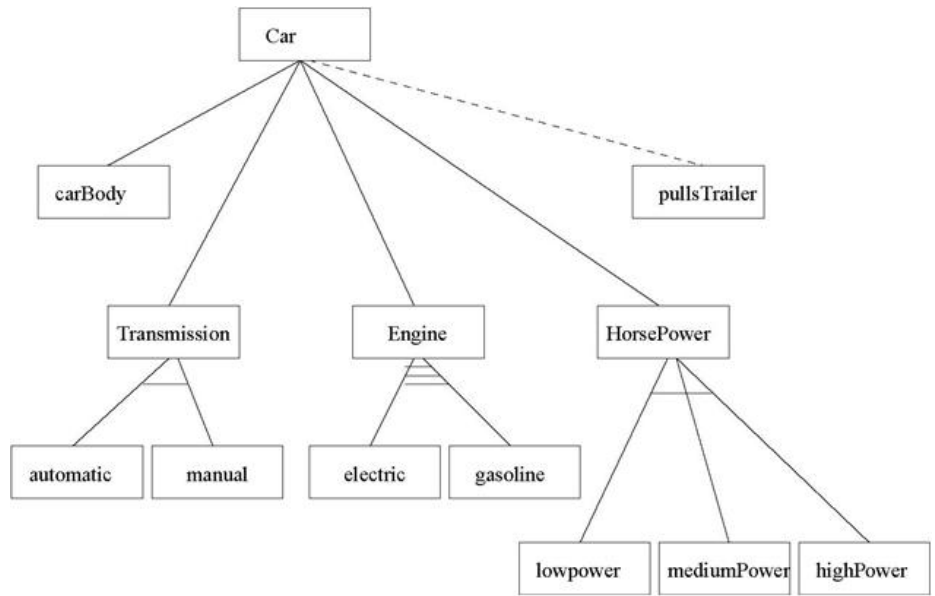 Car
carBody
pullsTrailer
Transmission
Engine
HorsePower
automatic
manual
electric
gasoline
lowpower
mediumPower
highPower